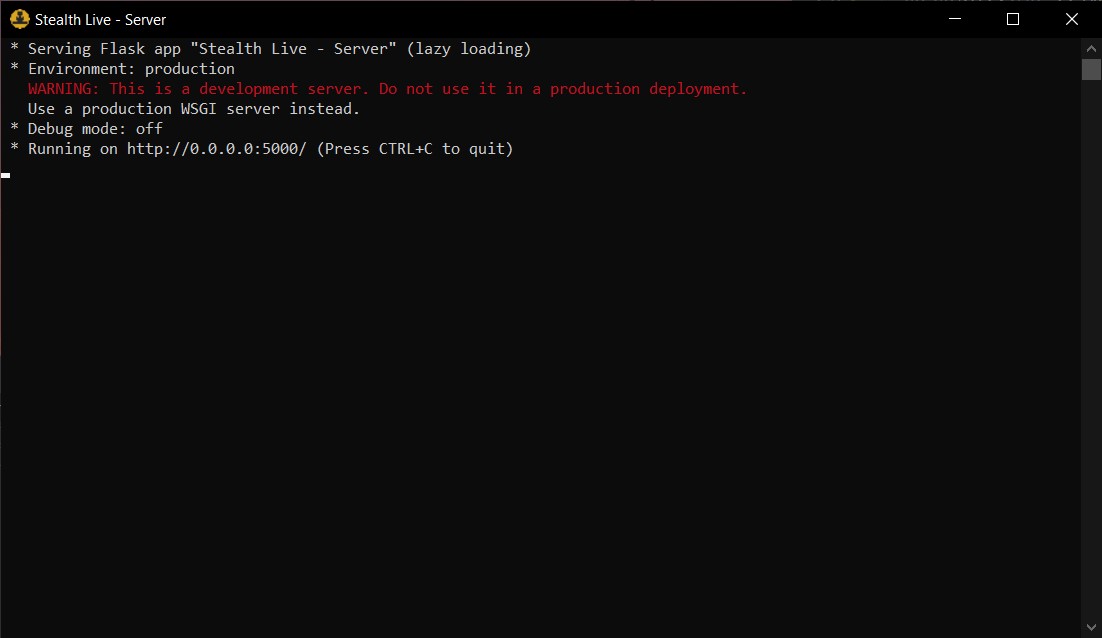 Stealth Live - Server
* Serving Flask app "Stealth Live - Server" (lazy loading)
* Environment: production
WARNING: This is a development server. Do not use it in a production deployment.
Use a production WSGI server instead.
* Debug mode: off
* Running on http://0.0.0.0:5000/ (Press CTRL+C to quit)